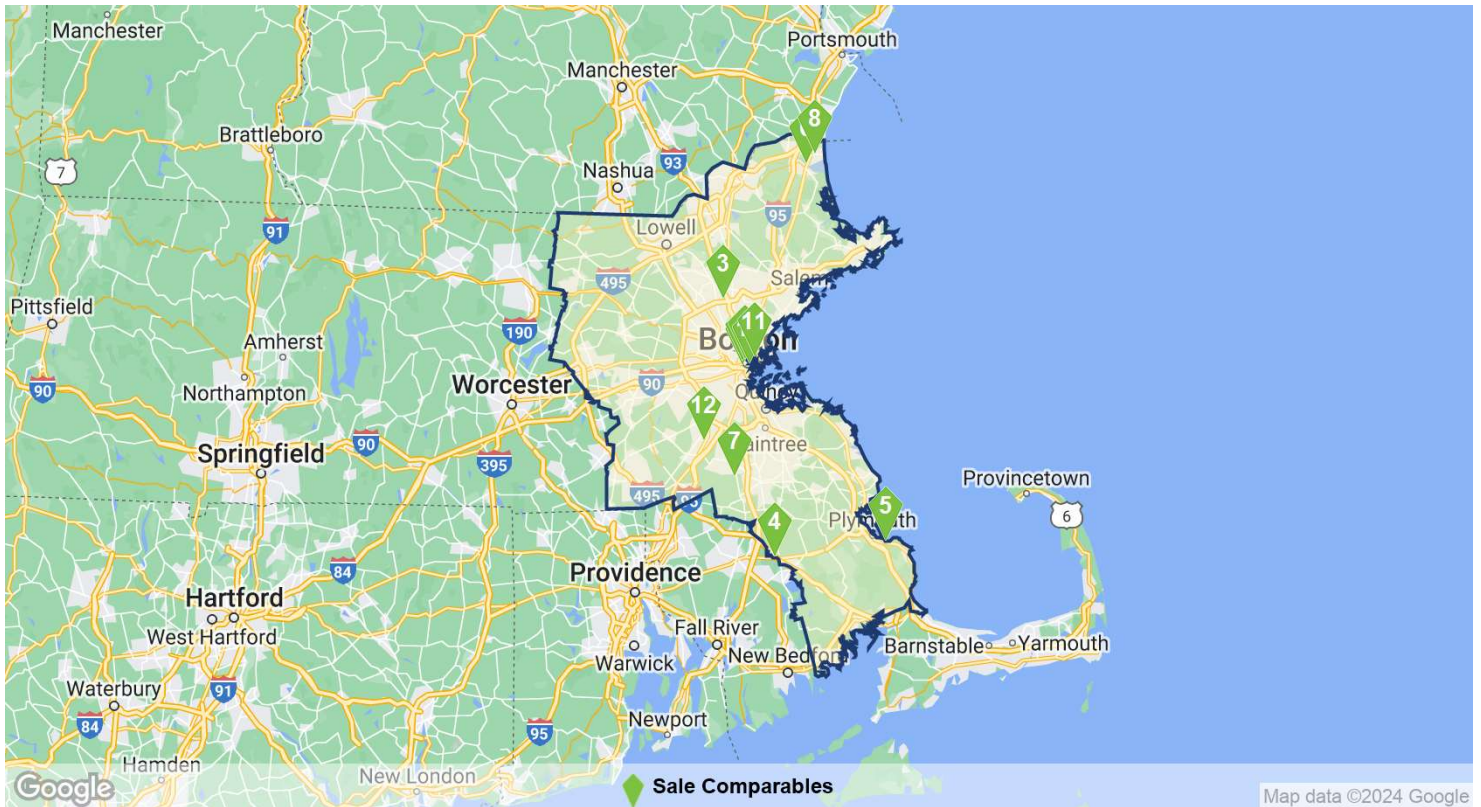 Manchester
Portsmouth
Manchester
8
Brattleboro
93
Nashua
7
95
91
Lowell
3
Salem
495
Pittsfield
11
190
Boston
Amherst
90
Northampton
Worcester
90
12
Quincy
7
Braintree
Springfield
90
395
Provincetown
495
95
5
6
4
Plymouth
84
Providence
Hartford
West Hartford
Fall River
Barnstable
Yarmouth
Warwick
New Bedford
Waterbury
91
84
Newport
95
Hamden
New London
Google
Sale Comparables
Map data ©2024 Google